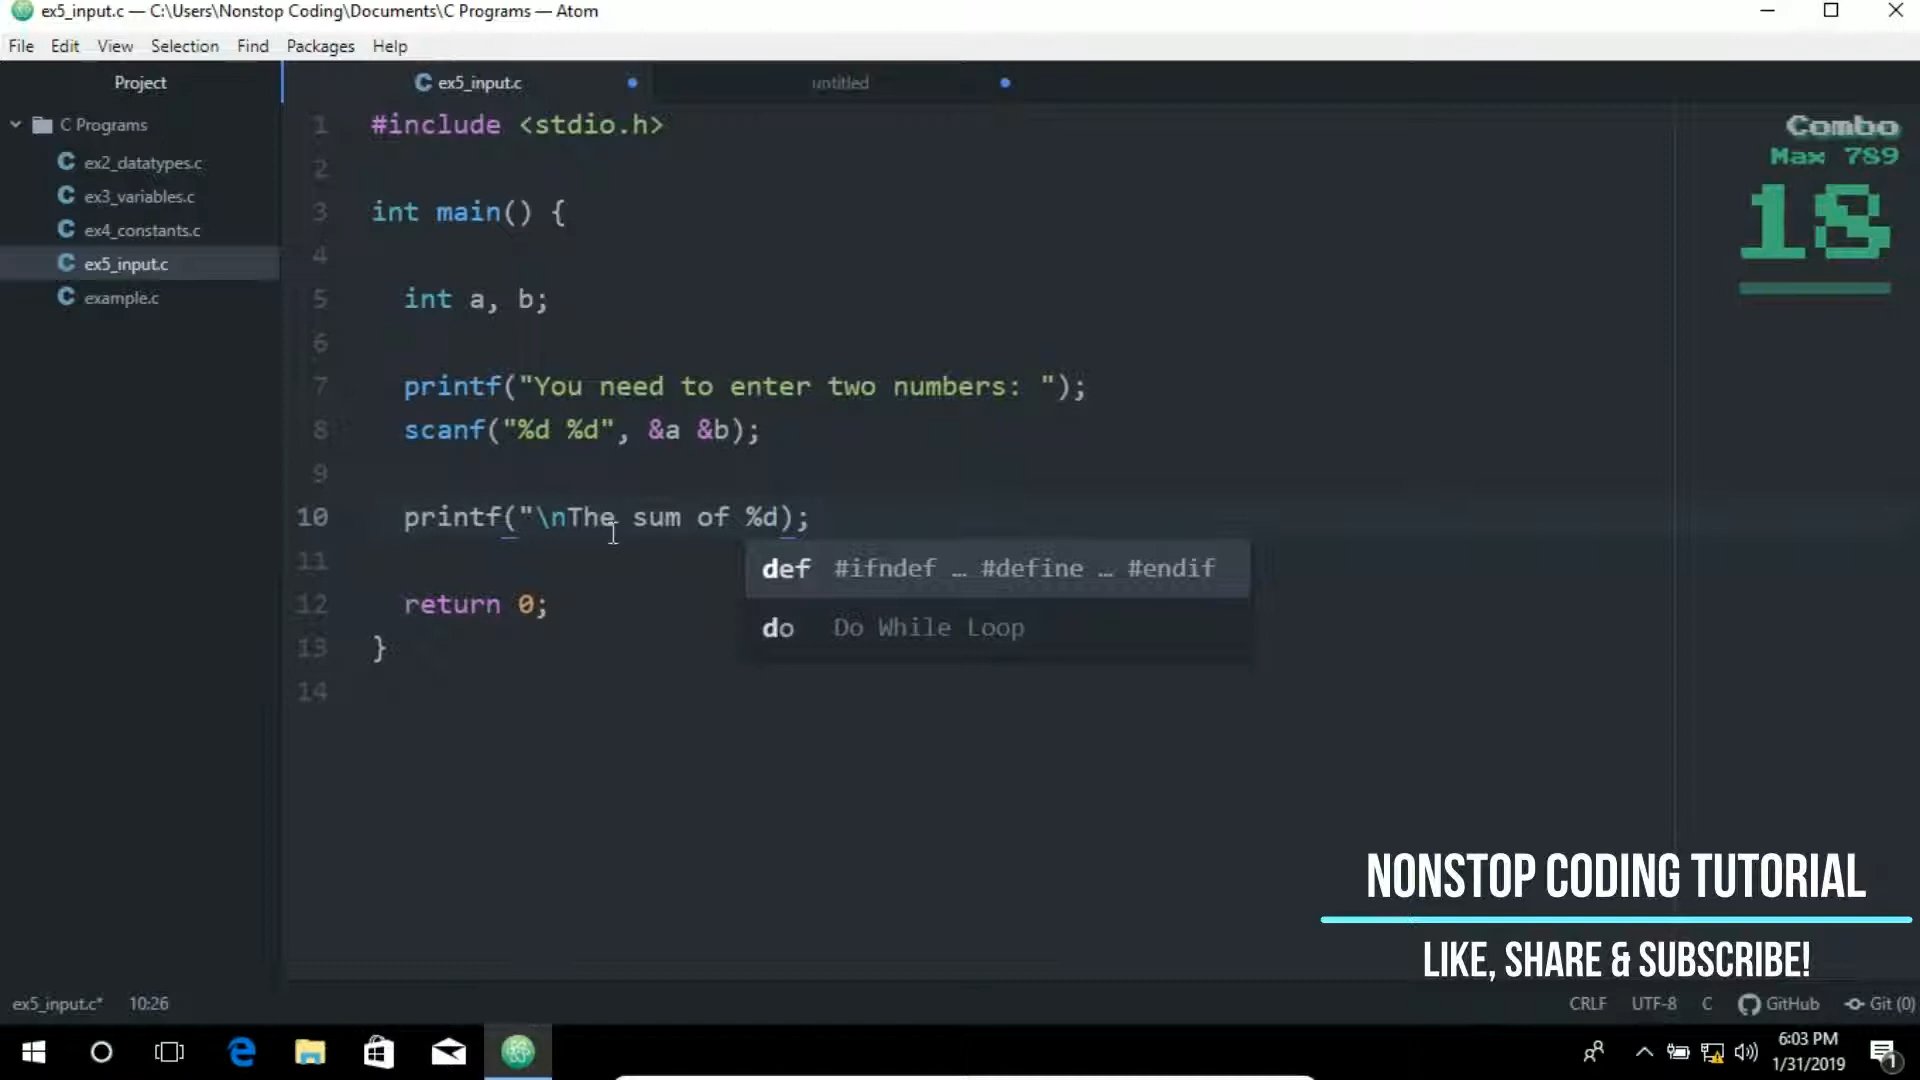 ex5_input.c — C:\Users\Nonstop Coding\Documents\C Programs — Atom
File Edit View Selection Find Packages Help
Project
ex5_input.c
untitled
C Programs
ex2_datatypes.c
ex3_variables.c
ex4_constants.c
ex5_input.c
example.c
1 #include <stdio.h>
2
3 int main() {
4
5 int a, b;
6
7 printf("You need to enter two numbers: ");
8 scanf("%d %d", &a &b);
9
10 printf("\nThe sum of %d);
def #ifndef … #define … #endif
11
do Do While Loop
12 return 0;
13 }
14
Combo
Max 789
18
NONSTOP CODING TUTORIAL
LIKE, SHARE & SUBSCRIBE!
ex5_input.c* 10:26
CRLF UTF-8 C GitHub Git (0)
6:03 PM
1/31/2019
1